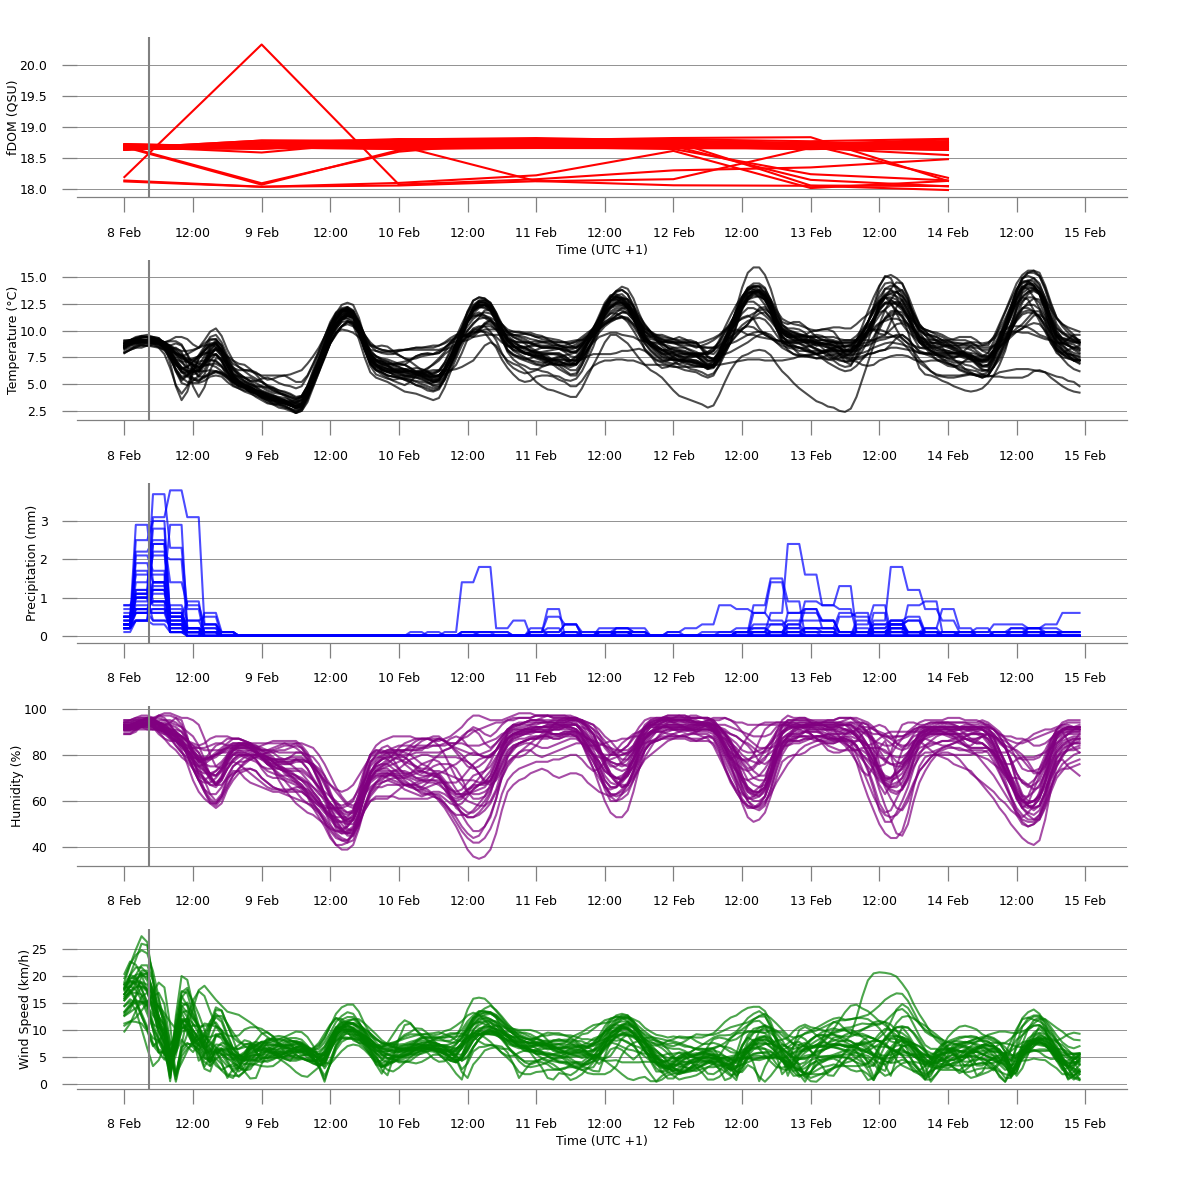 fDOM (QSU)
20.0
19.5
19.0
18.5
18.0
8 Feb 12:00 9 Feb 12:00 10 Feb 12:00 11 Feb 12:00 12 Feb 12:00 13 Feb 12:00 14 Feb 12:00 15 Feb
Time (UTC +1)
Temperature (°C)
15.0
12.5
10.0
7.5
5.0
2.5
8 Feb 12:00 9 Feb 12:00 10 Feb 12:00 11 Feb 12:00 12 Feb 12:00 13 Feb 12:00 14 Feb 12:00 15 Feb
Precipitation (mm)
3
2
1
0
8 Feb 12:00 9 Feb 12:00 10 Feb 12:00 11 Feb 12:00 12 Feb 12:00 13 Feb 12:00 14 Feb 12:00 15 Feb
Humidity (%)
100
80
60
40
8 Feb 12:00 9 Feb 12:00 10 Feb 12:00 11 Feb 12:00 12 Feb 12:00 13 Feb 12:00 14 Feb 12:00 15 Feb
Wind Speed (km/h)
25
20
15
10
5
0
8 Feb 12:00 9 Feb 12:00 10 Feb 12:00 11 Feb 12:00 12 Feb 12:00 13 Feb 12:00 14 Feb 12:00 15 Feb
Time (UTC +1)